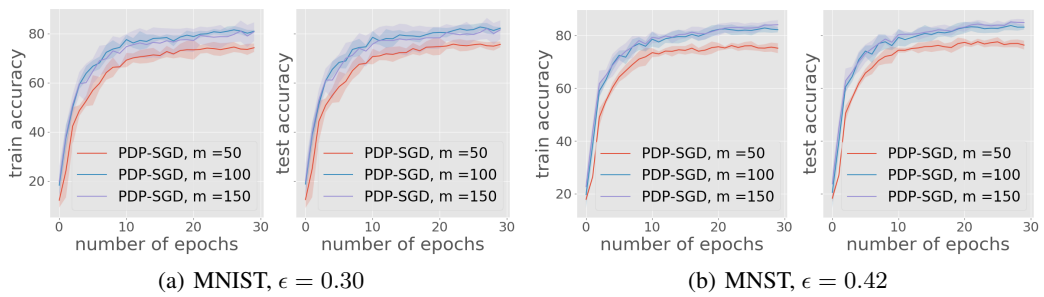 80
60
40
20
train accuracy
PDP-SGD, m =50
PDP-SGD, m =100
PDP-SGD, m =150
0 10 20 30
number of epochs
test accuracy
PDP-SGD, m =50
PDP-SGD, m =100
PDP-SGD, m =150
0 10 20 30
number of epochs
(a) MNIST, ϵ = 0.30
80
60
40
20
train accuracy
PDP-SGD, m =50
PDP-SGD, m =100
PDP-SGD, m =150
0 10 20 30
number of epochs
test accuracy
PDP-SGD, m =50
PDP-SGD, m =100
PDP-SGD, m =150
0 10 20 30
number of epochs
(b) MNST, ϵ = 0.42